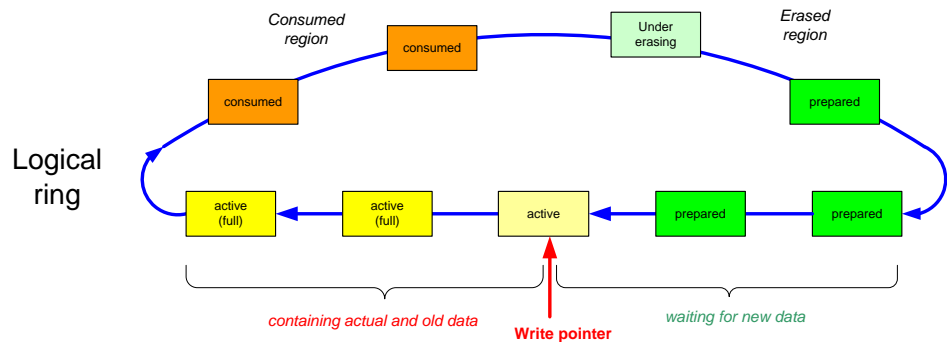 Consumed
region
consumed
Under
erasing
Erased
region
consumed
prepared
Logical
ring
active
(full)
active
(full)
active
prepared
prepared
containing actual and old data
Write pointer
waiting for new data